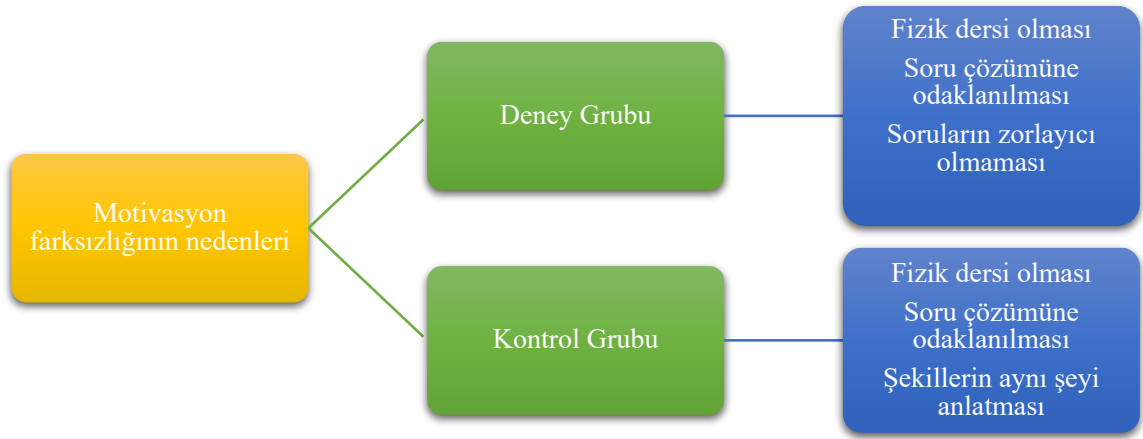 Motivasyon
farksızlığının nedenleri
Deney Grubu
Fizik dersi olması
Soru çözümüne
odaklanılması
Soruların zorlayıcı
olmaması
Kontrol Grubu
Fizik dersi olması
Soru çözümüne
odaklanılması
Şekillerin aynı şeyi
anlatması